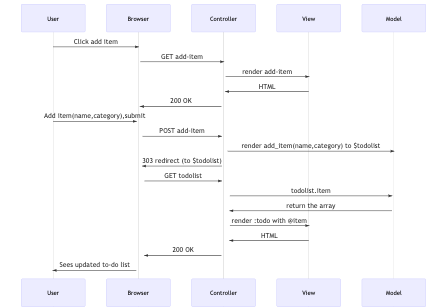 User Browser Controller View Model
Click add item
GET add-item
render add-item
HTML
200 OK
Add item(name,category),submit
POST add-item
render add_item(name,category) to $todolist
303 redirect (to $todolist)
GET todolist
todolist.item
return the array
render :todo with @item
HTML
200 OK
Sees updated to-do list
User Browser Controller View Model